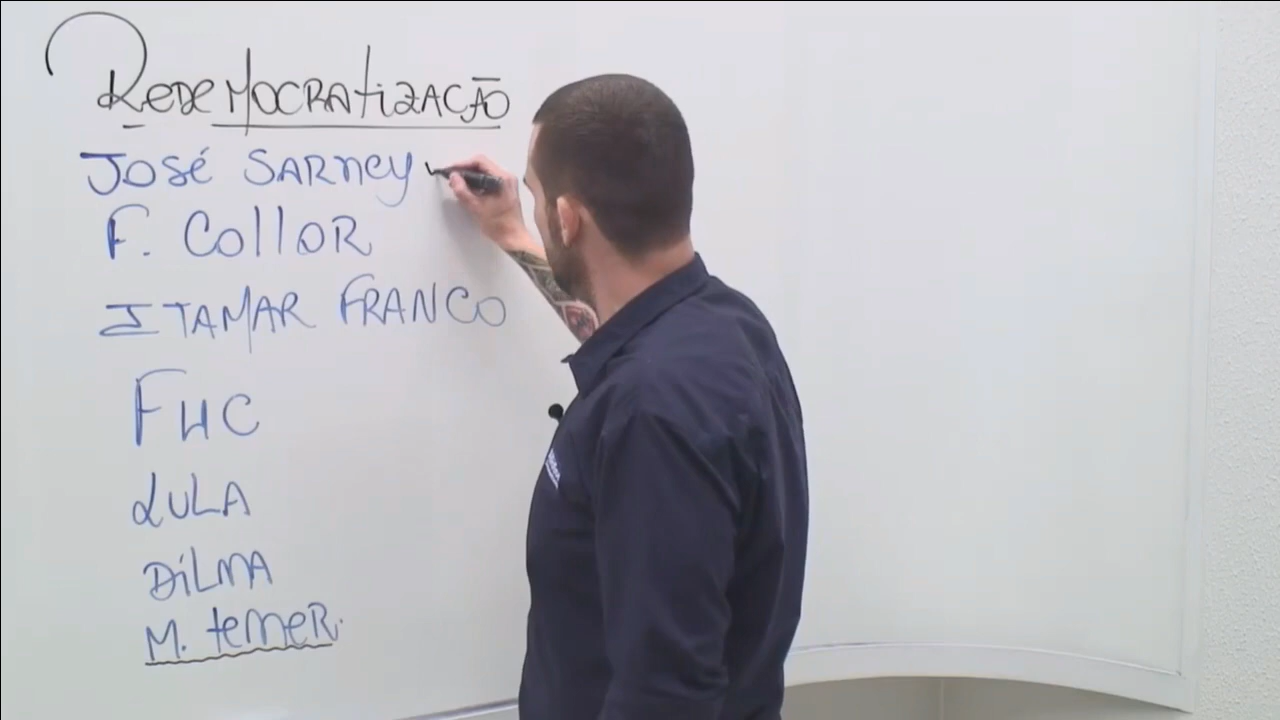 REDEMOCRATIZAÇÃO
JOSÉ SARNEY
F. COLLOR
ITAMAR FRANCO
FHC
LULA
DILMA
M. TEMER.